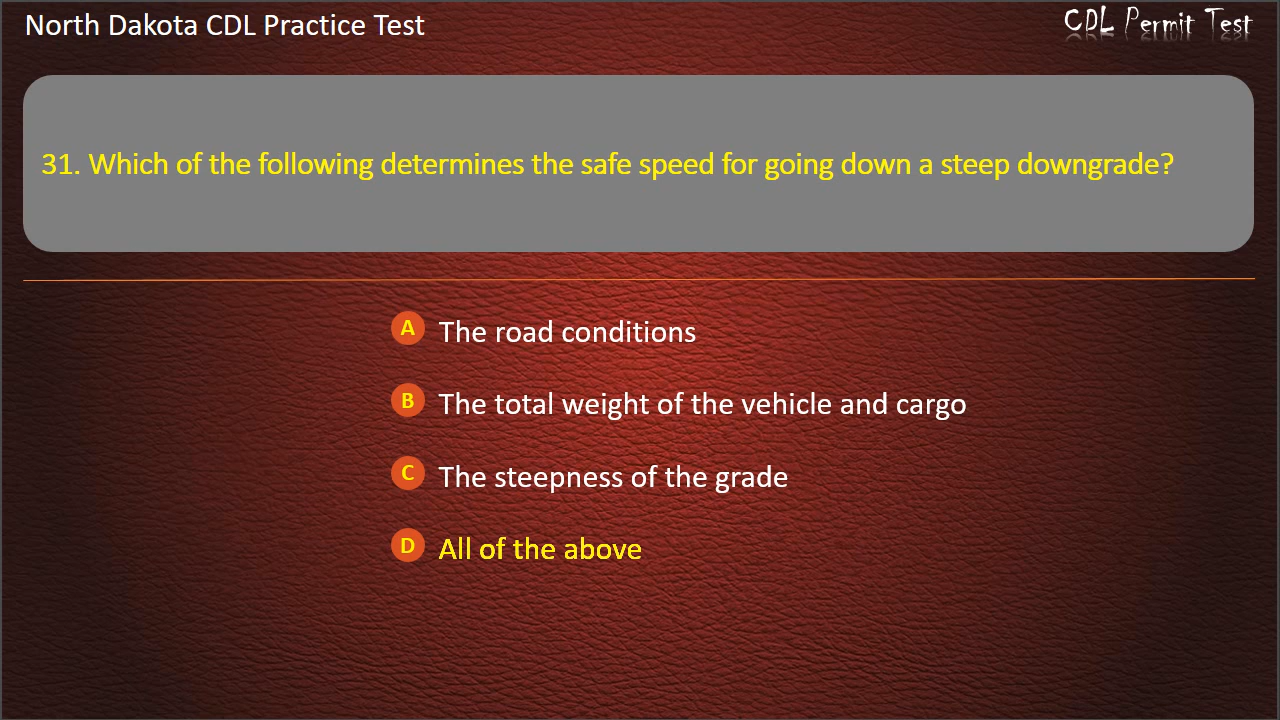 North Dakota CDL Practice Test
CDL Permit Test
31. Which of the following determines the safe speed for going down a steep downgrade?
A The road conditions
B The total weight of the vehicle and cargo
C The steepness of the grade
D All of the above